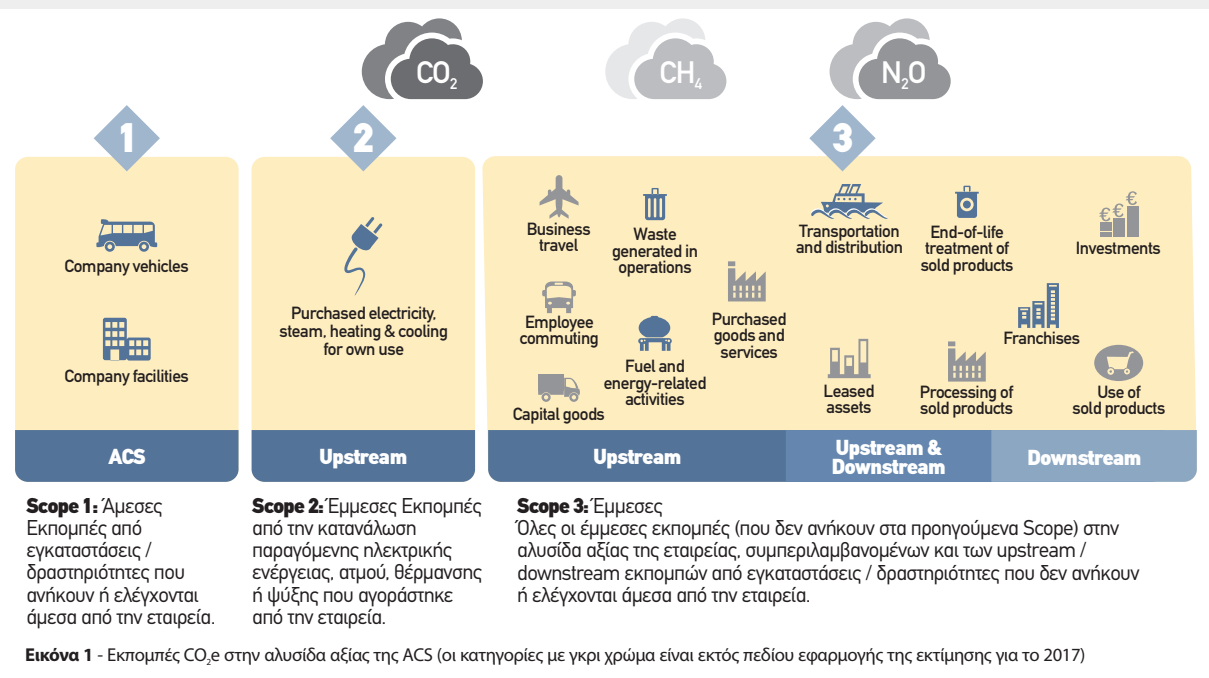 CO2
CH4
N2O
1
2
3
Company vehicles
Company facilities
ACS
Purchased electricity,
steam, heating & cooling
for own use
Upstream
Business
travel
Waste
generated in
operations
Employee
commuting
Fuel and
energy-related
activities
Purchased
goods and
services
Capital goods
Transportation
and distribution
End-of-life
treatment of
sold products
€€€
Investments
Franchises
Leased
assets
Processing of
sold products
Use of
sold products
Upstream
Upstream &
Downstream
Downstream
Scope 1: Άμεσες
Εκπομπές από
εγκαταστάσεις /
δραστηριότητες που
ανήκουν ή ελέγχονται
άμεσα από την εταιρεία.
Scope 2: Έμμεσες Εκπομπές
από την κατανάλωση
παραγόμενης ηλεκτρικής
ενέργειας, ατμού, θέρμανσης
ή ψύξης που αγοράστηκε
από την εταιρεία.
Scope 3: Έμμεσες
Όλες οι έμμεσες εκπομπές (που δεν ανήκουν στα προηγούμενα Scope) στην
αλυσίδα αξίας της εταιρείας, συμπεριλαμβανομένων και των upstream /
downstream εκπομπών από εγκαταστάσεις / δραστηριότητες που δεν ανήκουν
ή ελέγχονται άμεσα από την εταιρεία.
Εικόνα 1 - Εκπομπές CO2e στην αλυσίδα αξίας της ACS (οι κατηγορίες με γκρι χρώμα είναι εκτός πεδίου εφαρμογής της εκτίμησης για το 2017)